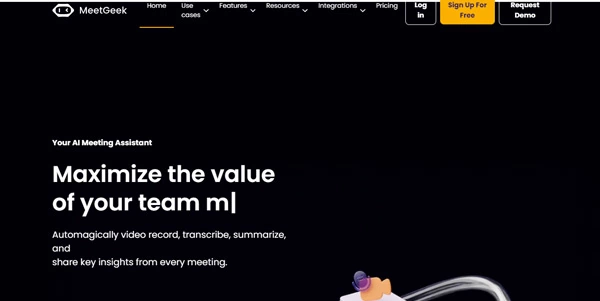 MeetGeek
Home
Use cases
Features
Resources
Integrations
Pricing
Log in
Sign Up For Free
Request Demo
Your AI Meeting Assistant
Maximize the value
of your team m|
Automagically video record, transcribe, summarize,
and
share key insights from every meeting.